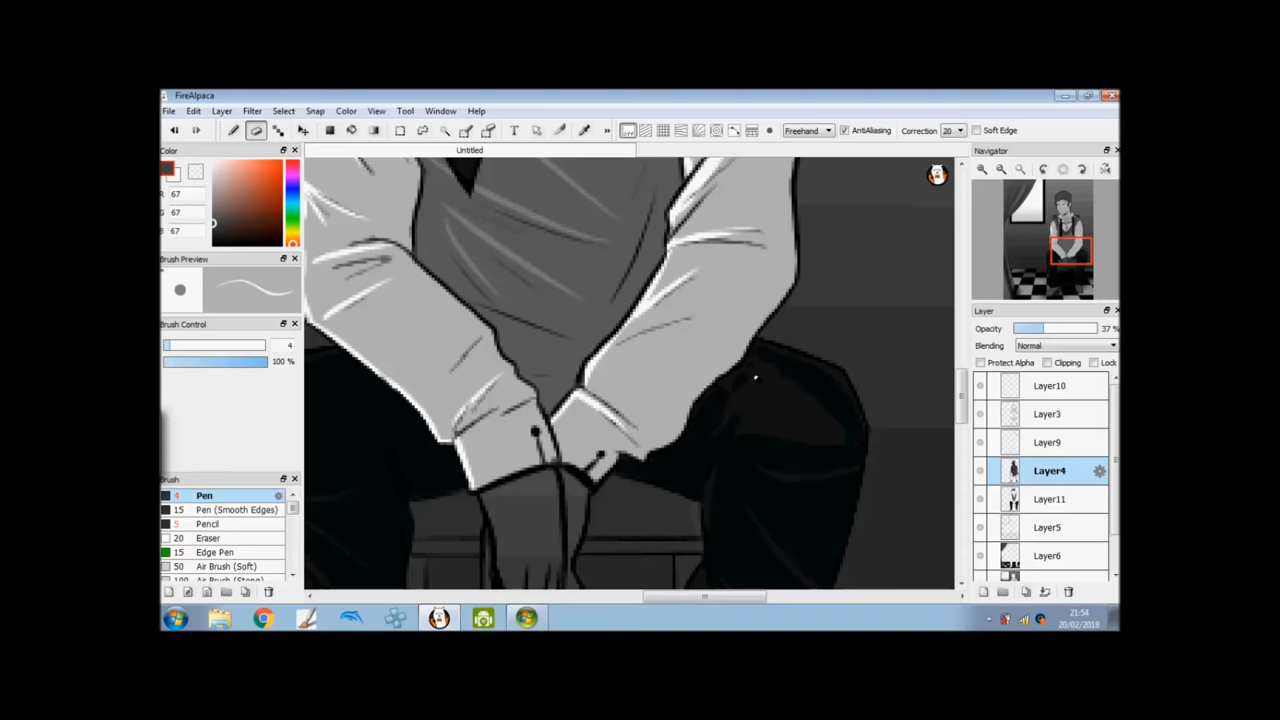 FireAlpaca
File Edit Layer Filter Select Snap Color View Tool Window Help
Freehand AntiAliasing Correction 20 Soft Edge
Color
Untitled
Navigator
R 67
G 67
B 67
Brush Preview
Brush Control
4
100 %
Layer
Opacity 37 %
Blending Normal
Protect Alpha Clipping Lock
Layer10
Layer3
Layer9
Layer4
Layer11
Layer5
Layer6
Brush
4 Pen
15 Pen (Smooth Edges)
5 Pencil
20 Eraser
15 Edge Pen
50 Air Brush (Soft)
21:54
20/02/2018